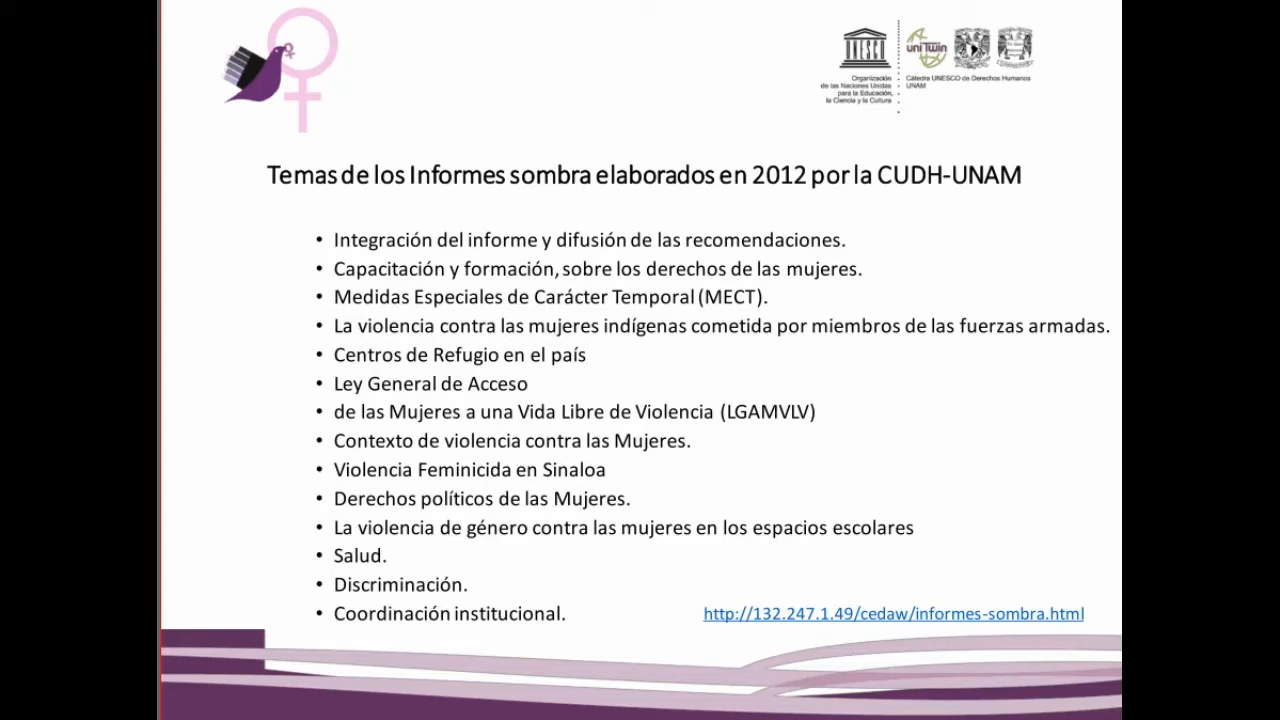 UNESCO
uniTwin
Organización
de las Naciones Unidas
para la Educación,
la Ciencia y la Cultura
Cátedra UNESCO de Derechos Humanos
UNAM
Temas de los Informes sombra elaborados en 2012 por la CUDH-UNAM
• Integración del informe y difusión de las recomendaciones.
• Capacitación y formación, sobre los derechos de las mujeres.
• Medidas Especiales de Carácter Temporal (MECT).
• La violencia contra las mujeres indígenas cometida por miembros de las fuerzas armadas.
• Centros de Refugio en el país
• Ley General de Acceso
• de las Mujeres a una Vida Libre de Violencia (LGAMVLV)
• Contexto de violencia contra las Mujeres.
• Violencia Feminicida en Sinaloa
• Derechos políticos de las Mujeres.
• La violencia de género contra las mujeres en los espacios escolares
• Salud.
• Discriminación.
• Coordinación institucional.
http://132.247.1.49/cedaw/informes-sombra.html